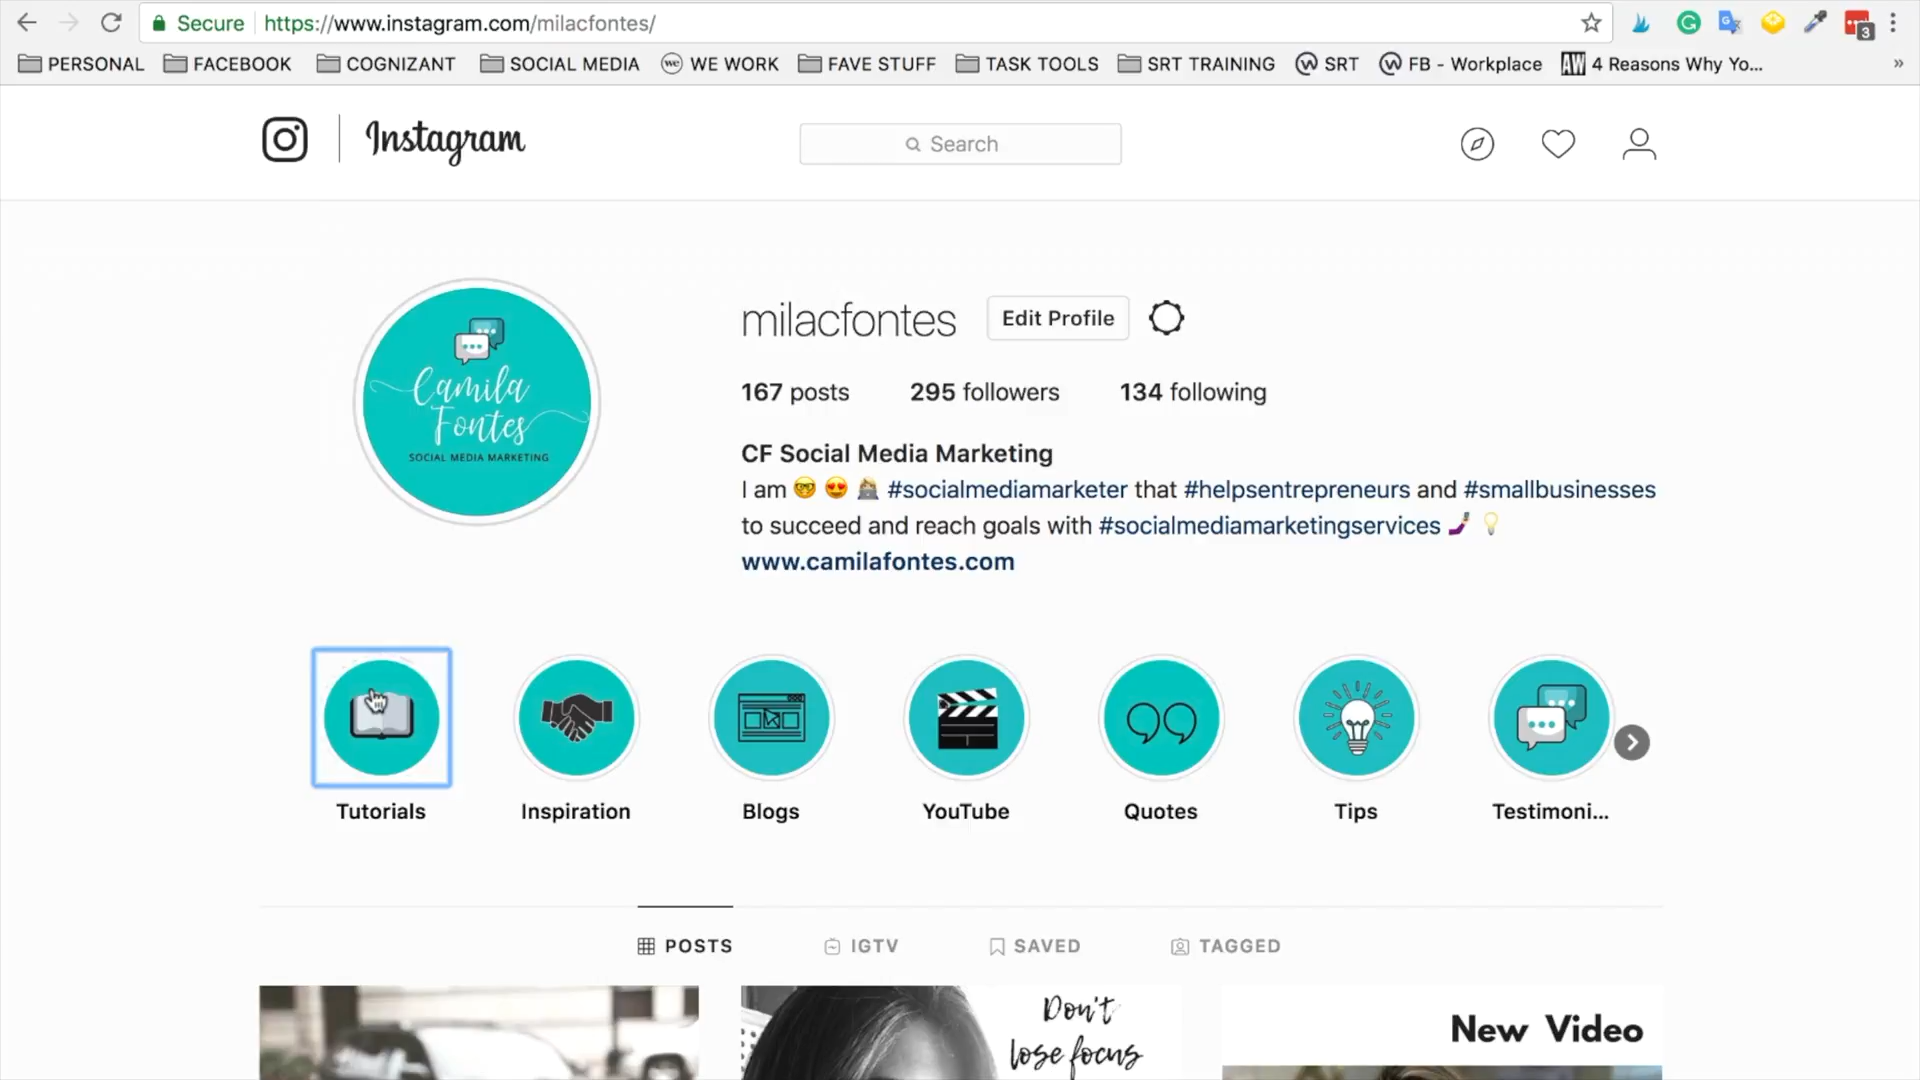 Secure https://www.instagram.com/milacfontes/
3
PERSONAL FACEBOOK COGNIZANT SOCIAL MEDIA we WE WORK FAVE STUFF TASK TOOLS SRT TRAINING SRT FB - Workplace AW 4 Reasons Why Yo... »
Instagram Search
milacfontes Edit Profile
167 posts 295 followers 134 following
CF Social Media Marketing
I am 🤓 😍 👩‍💻 #socialmediamarketer that #helpsentrepreneurs and #smallbusinesses
to succeed and reach goals with #socialmediamarketingservices 🤳 💡
www.camilafontes.com
Camila
Fontes
SOCIAL MEDIA MARKETING
Tutorials Inspiration Blogs YouTube Quotes Tips Testimoni...
POSTS IGTV SAVED TAGGED
Don't
lose focus
New Video